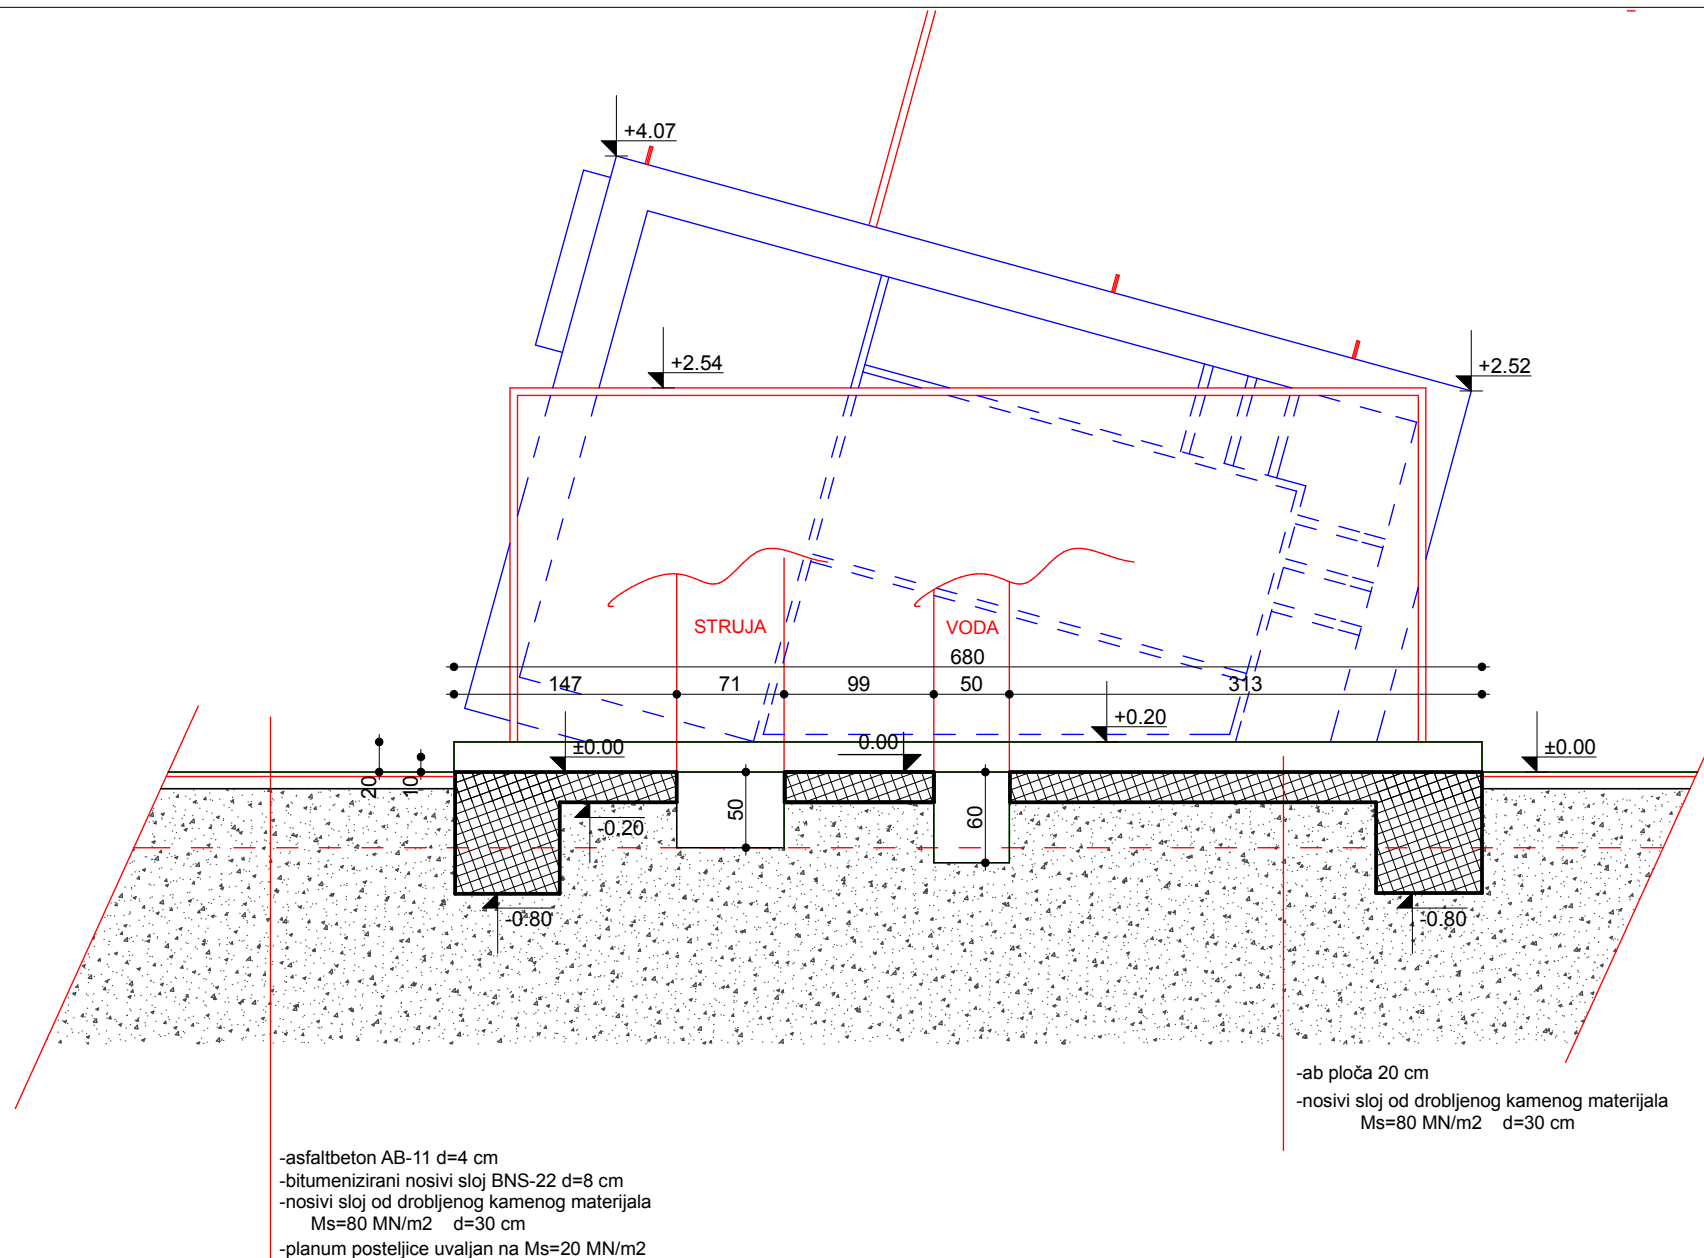 +4.07
+2.54
+2.52
STRUJA
VODA
680
147
71
99
50
313
+0.20
±0.00
0.00
±0.00
20
10
50
60
-0.20
-0.80
-0.80
-ab ploča 20 cm
-nosivi sloj od drobljenog kamenog materijala
Ms=80 MN/m2 d=30 cm
-asfaltbeton AB-11 d=4 cm
-bitumenizirani nosivi sloj BNS-22 d=8 cm
-nosivi sloj od drobljenog kamenog materijala
Ms=80 MN/m2 d=30 cm
-planum posteljice uvaljan na Ms=20 MN/m2